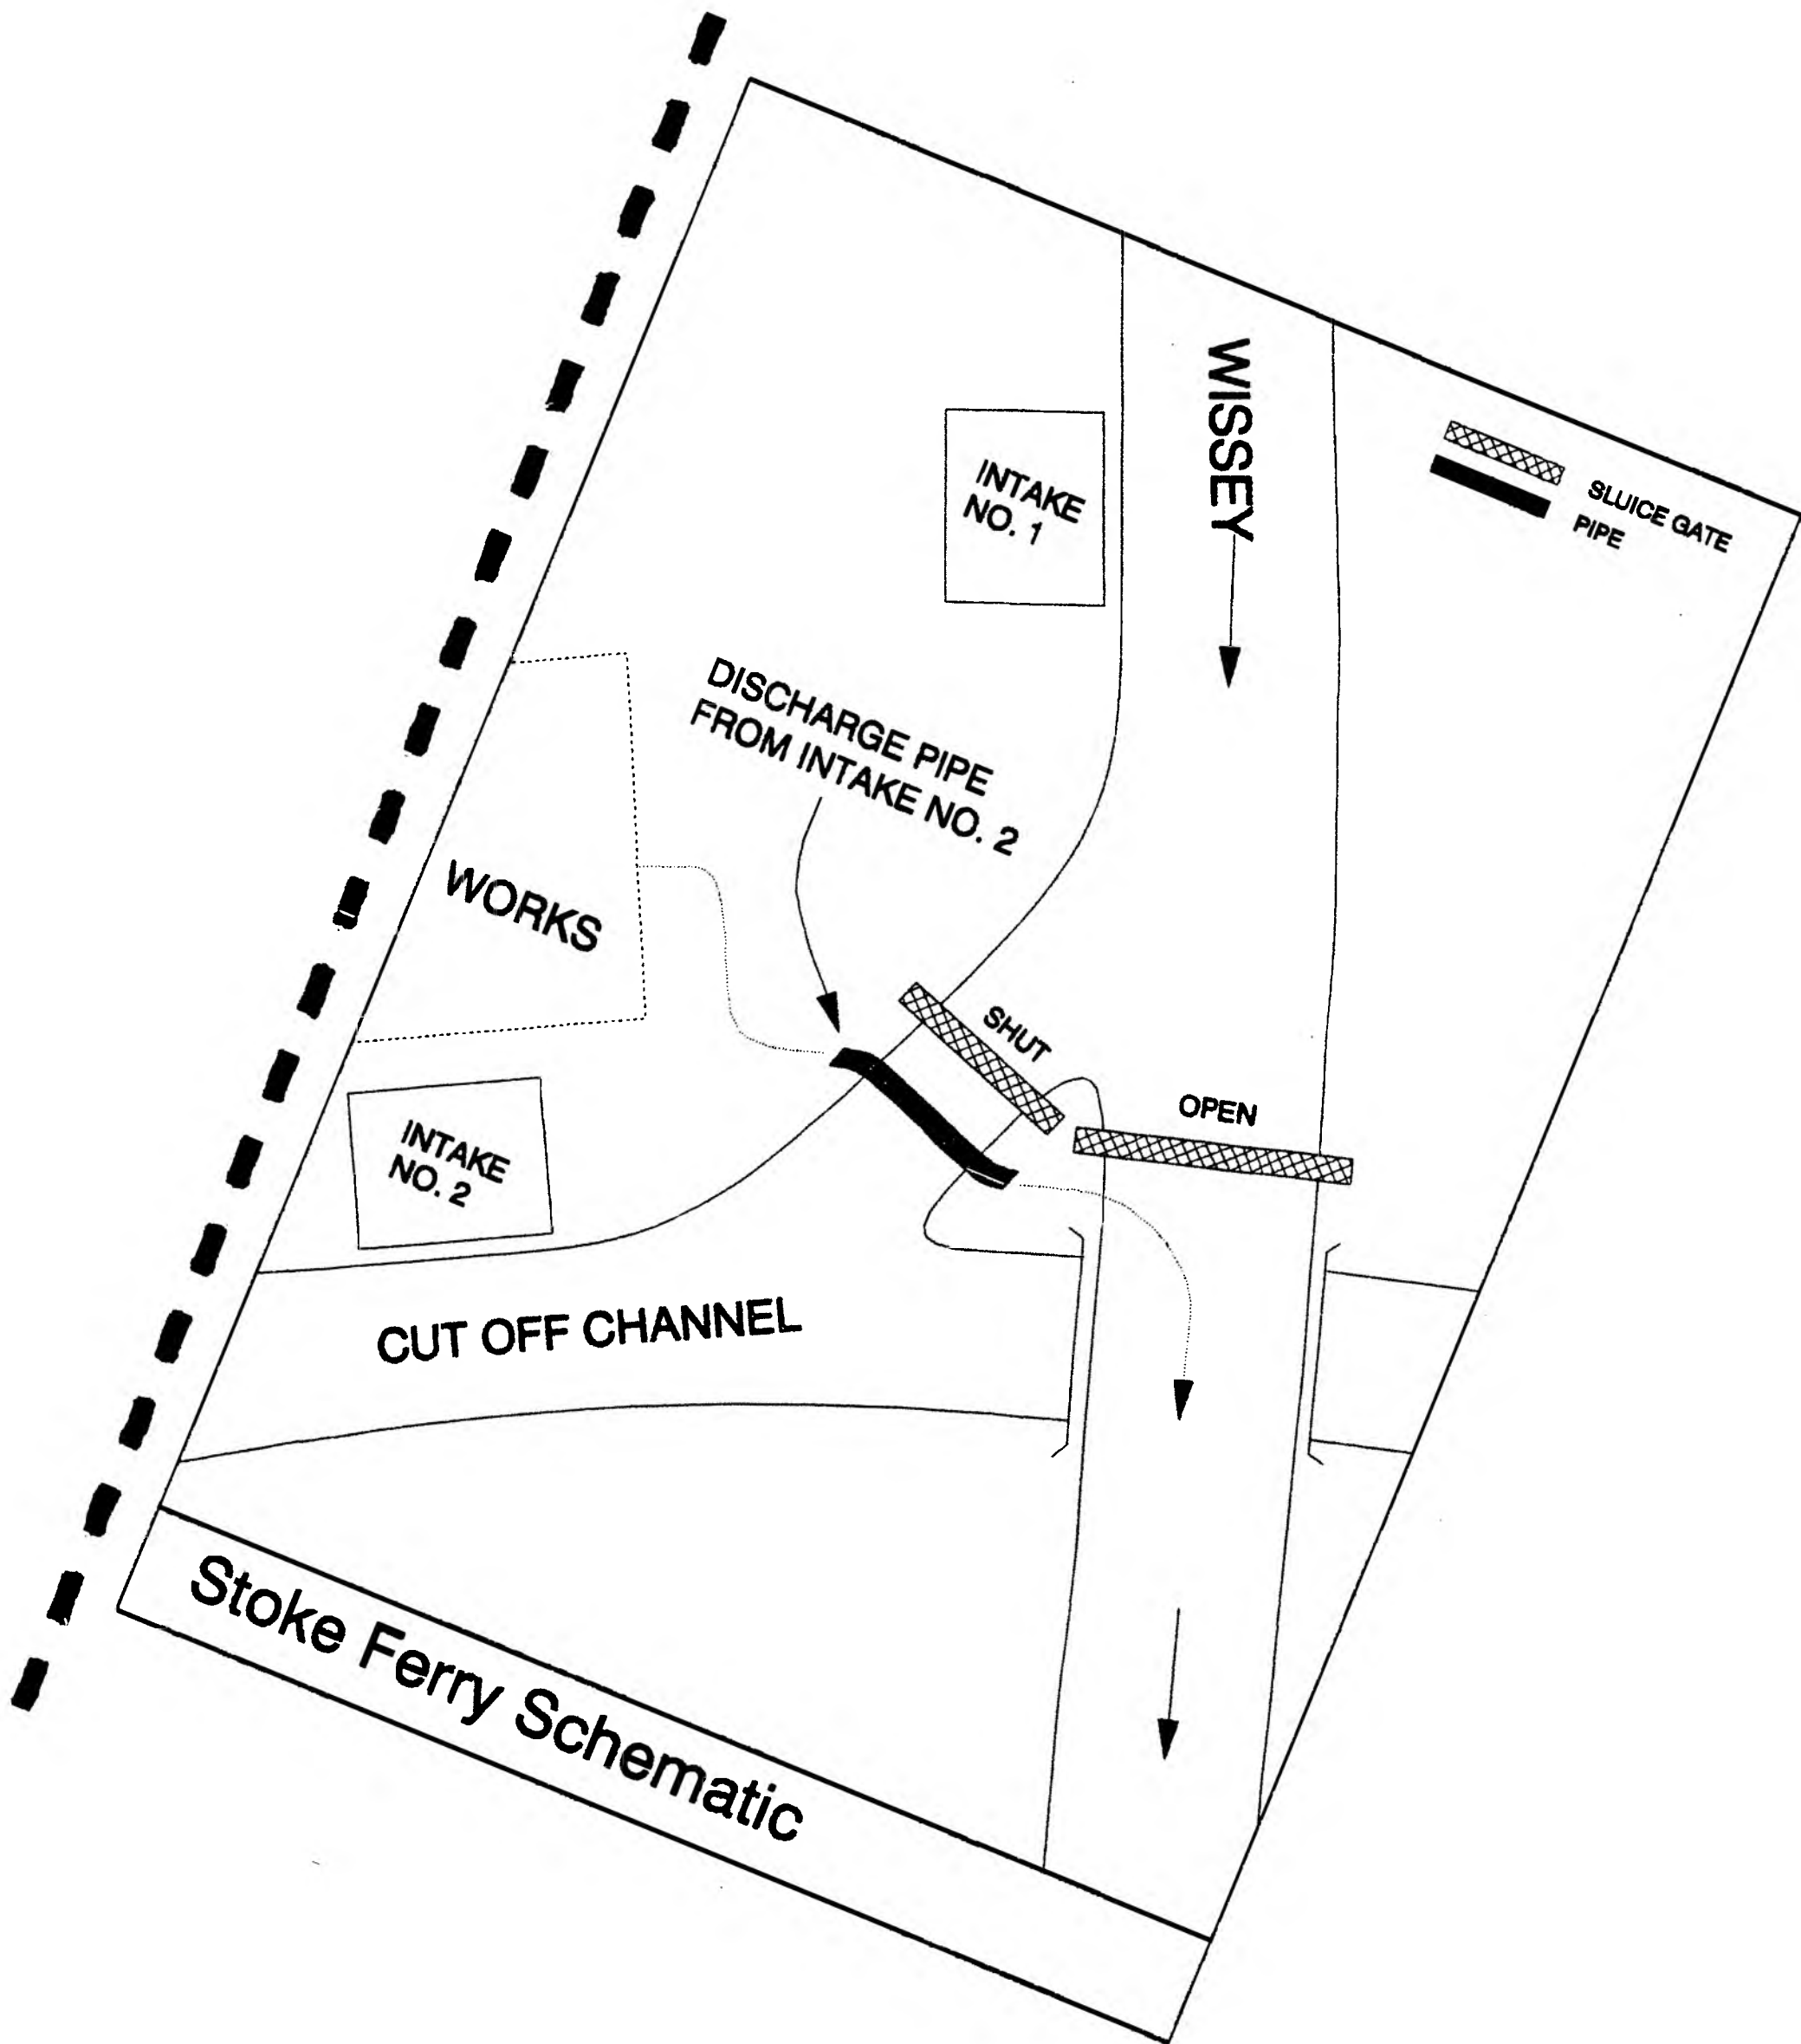 WISSEY
INTAKE
NO. 1
SLUICE GATE
PIPE
DISCHARGE PIPE
FROM INTAKE NO. 2
WORKS
SHUT
OPEN
INTAKE
NO. 2
CUT OFF CHANNEL
Stoke Ferry Schematic